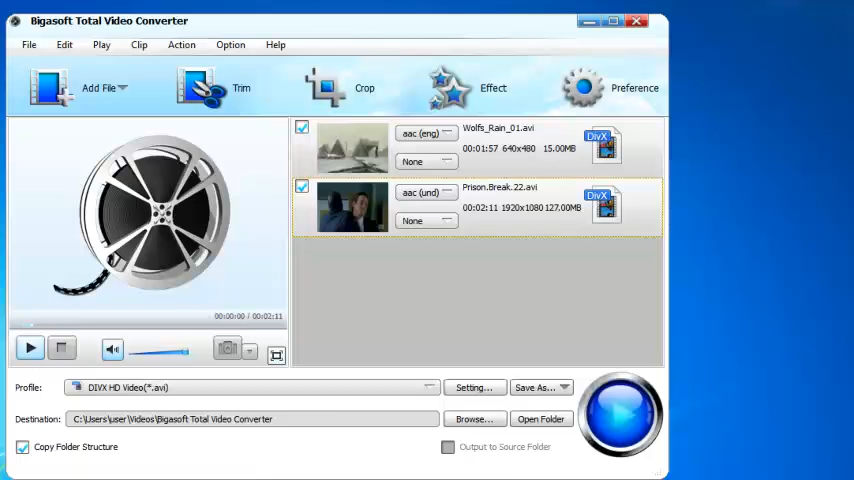 Bigasoft Total Video Converter
File Edit Play Clip Action Option Help
Add File Trim Crop Effect Preference
aac (eng) Wolfs_Rain_01.avi DivX
00:01:57 640x480 15.00MB
None
aac (und) Prison.Break.22.avi DivX
00:02:11 1920x1080 127.00MB
None
00:00:00 / 00:02:11
Profile: DIVX HD Video(*.avi) Setting... Save As...
Destination: C:\Users\user\Videos\Bigasoft Total Video Converter Browse... Open Folder
Copy Folder Structure Output to Source Folder